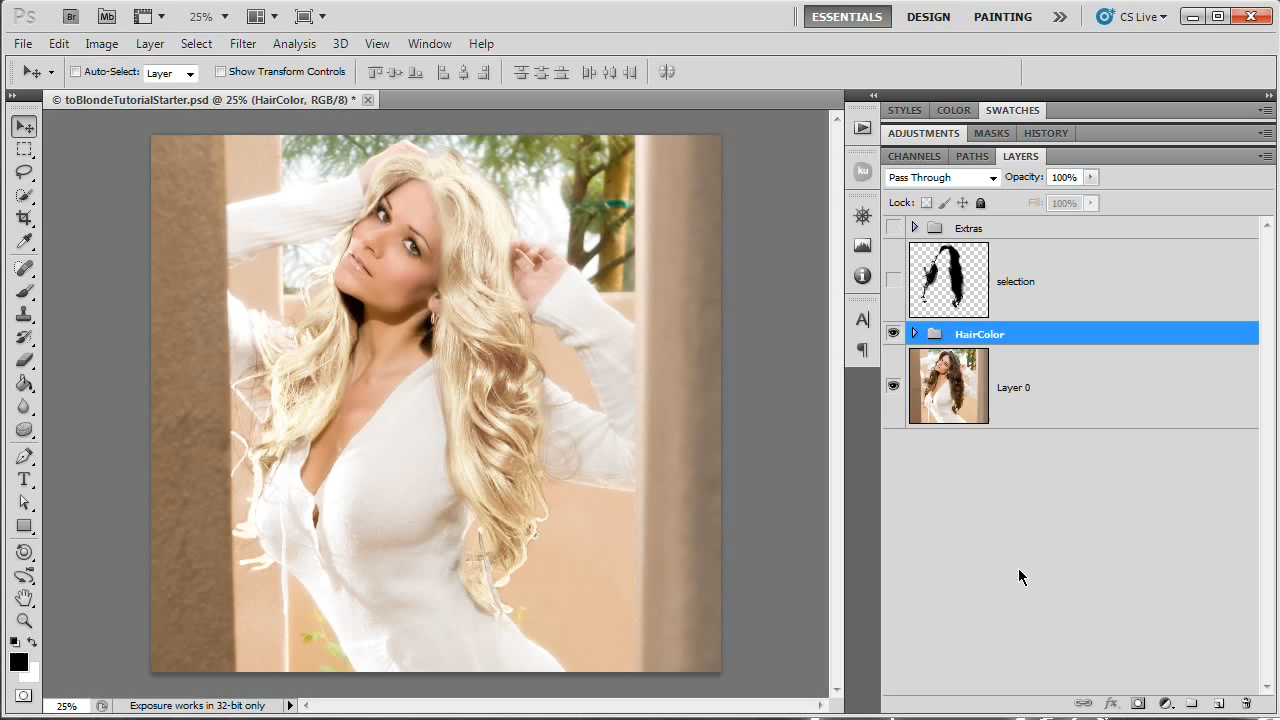 Ps Br Mb 25% ESSENTIALS DESIGN PAINTING CS Live
File Edit Image Layer Select Filter Analysis 3D View Window Help
Auto-Select: Layer Show Transform Controls
© toBlondeTutorialStarter.psd @ 25% (HairColor, RGB/8) *
STYLES COLOR SWATCHES
ADJUSTMENTS MASKS HISTORY
CHANNELS PATHS LAYERS
Pass Through Opacity: 100%
Lock: Fill: 100%
ku
Extras
selection
HairColor
Layer 0
25% Exposure works in 32-bit only